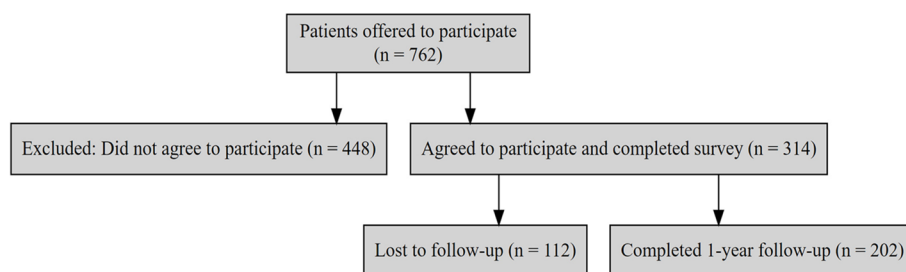 Patients offered to participate
(n = 762)
Excluded: Did not agree to participate (n = 448)
Agreed to participate and completed survey (n = 314)
Lost to follow-up (n = 112)
Completed 1-year follow-up (n = 202)